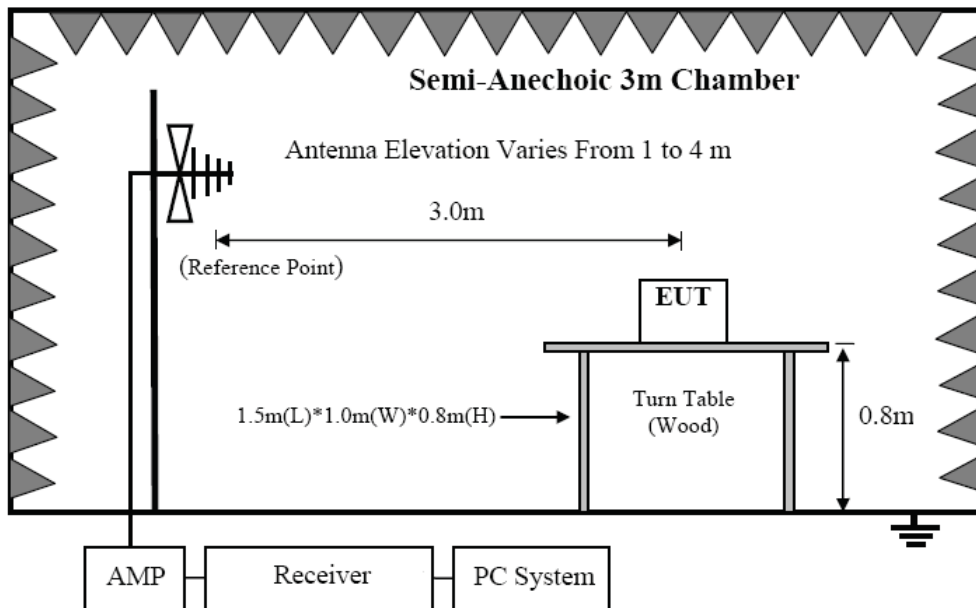 Semi-Anechoic 3m Chamber
Antenna Elevation Varies From 1 to 4 m
3.0m
(Reference Point)
EUT
1.5m(L)*1.0m(W)*0.8m(H)
Turn Table
(Wood)
0.8m
AMP
Receiver
PC System